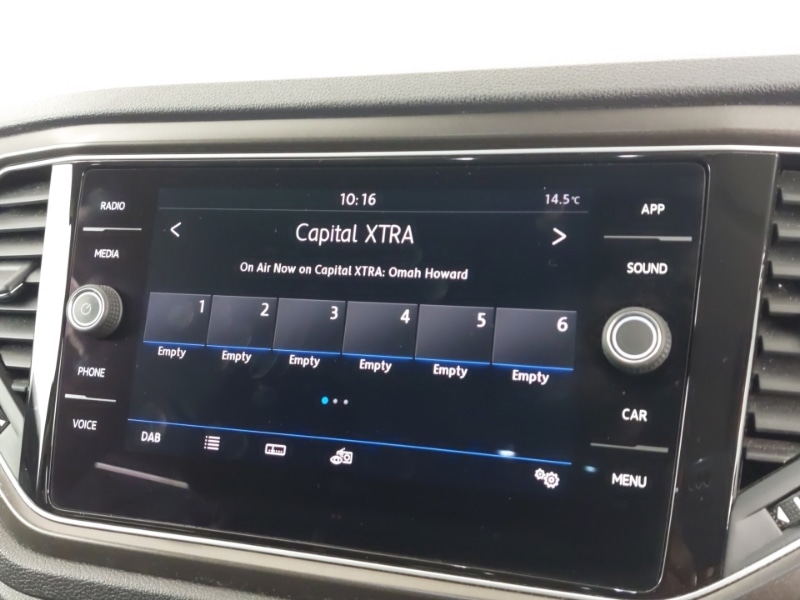 RADIO
MEDIA
PHONE
VOICE
10:16
14.5°C
< Capital XTRA >
On Air Now on Capital XTRA: Omah Howard
1 2 3 4 5 6
Empty Empty Empty Empty Empty Empty
DAB
APP
SOUND
CAR
MENU